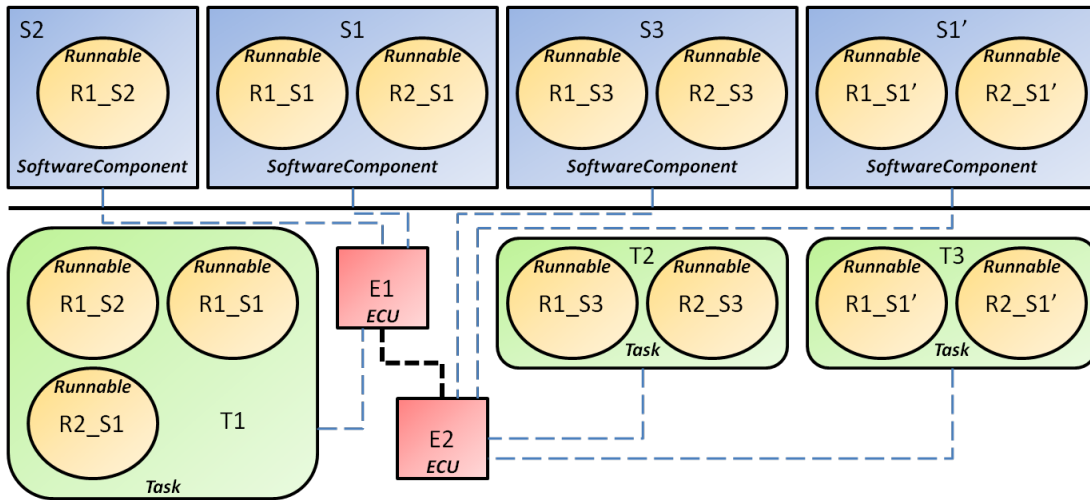 S2
Runnable
R1_S2
SoftwareComponent
S1
Runnable
Runnable
R1_S1
R2_S1
SoftwareComponent
S3
Runnable
Runnable
R1_S3
R2_S3
SoftwareComponent
S1’
Runnable
Runnable
R1_S1’
R2_S1’
SoftwareComponent
Runnable
R1_S2
Runnable
R1_S1
Runnable
R2_S1
T1
Task
E1
ECU
E2
ECU
T2
Runnable
Runnable
R1_S3
R2_S3
Task
T3
Runnable
Runnable
R1_S1’
R2_S1’
Task